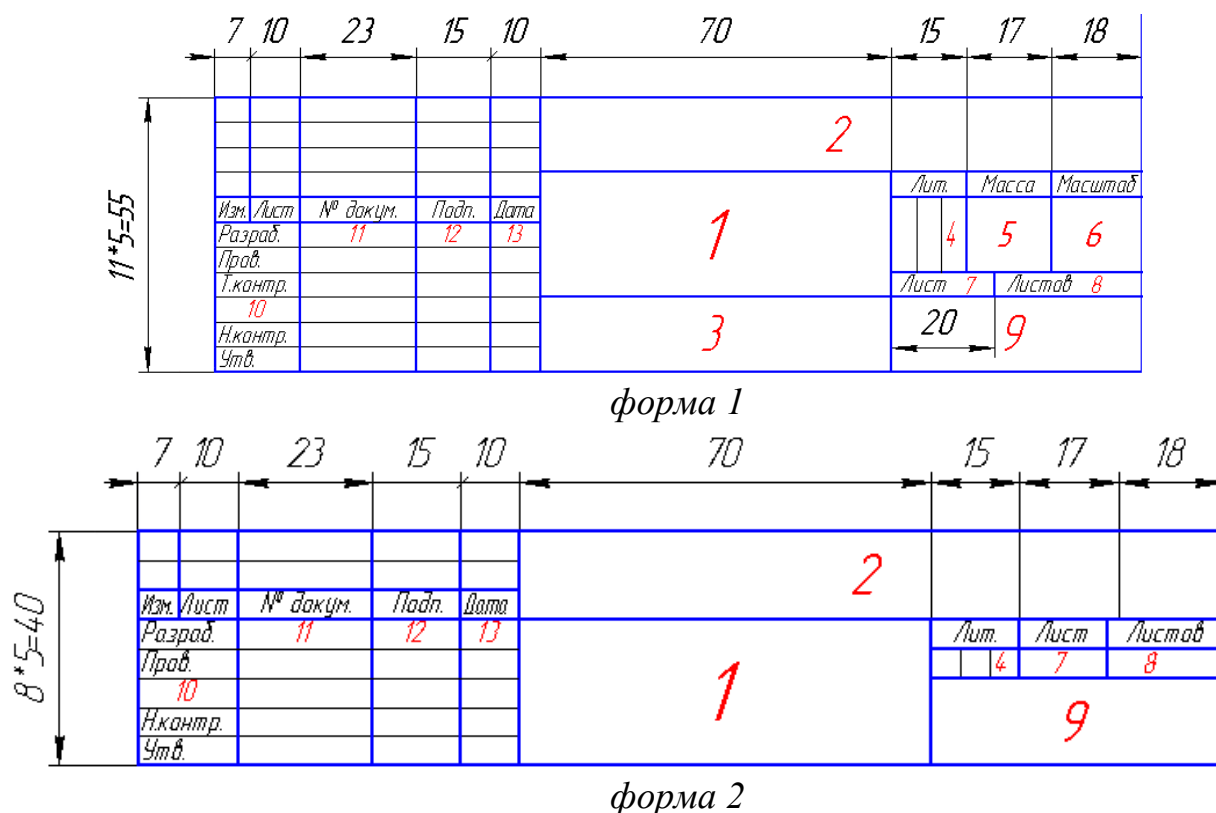 7 10 23 15 10 70 15 17 18
11*5=55
2
Лит. Масса Масштаб
Изм. Лист № докум. Подп. Дата
1
4 5 6
Разраб. 11 12 13
Пров.
Т.контр.
Лист 7 Листов 8
10
3
20
9
Н.контр.
Утв.
форма 1
7 10 23 15 10 70 15 17 18
8*5=40
2
Изм. Лист № докум. Подп. Дата
Разраб. 11 12 13
Лит. Лист Листов
Пров.
4 7 8
10
1
9
Н.контр.
Утв.
форма 2